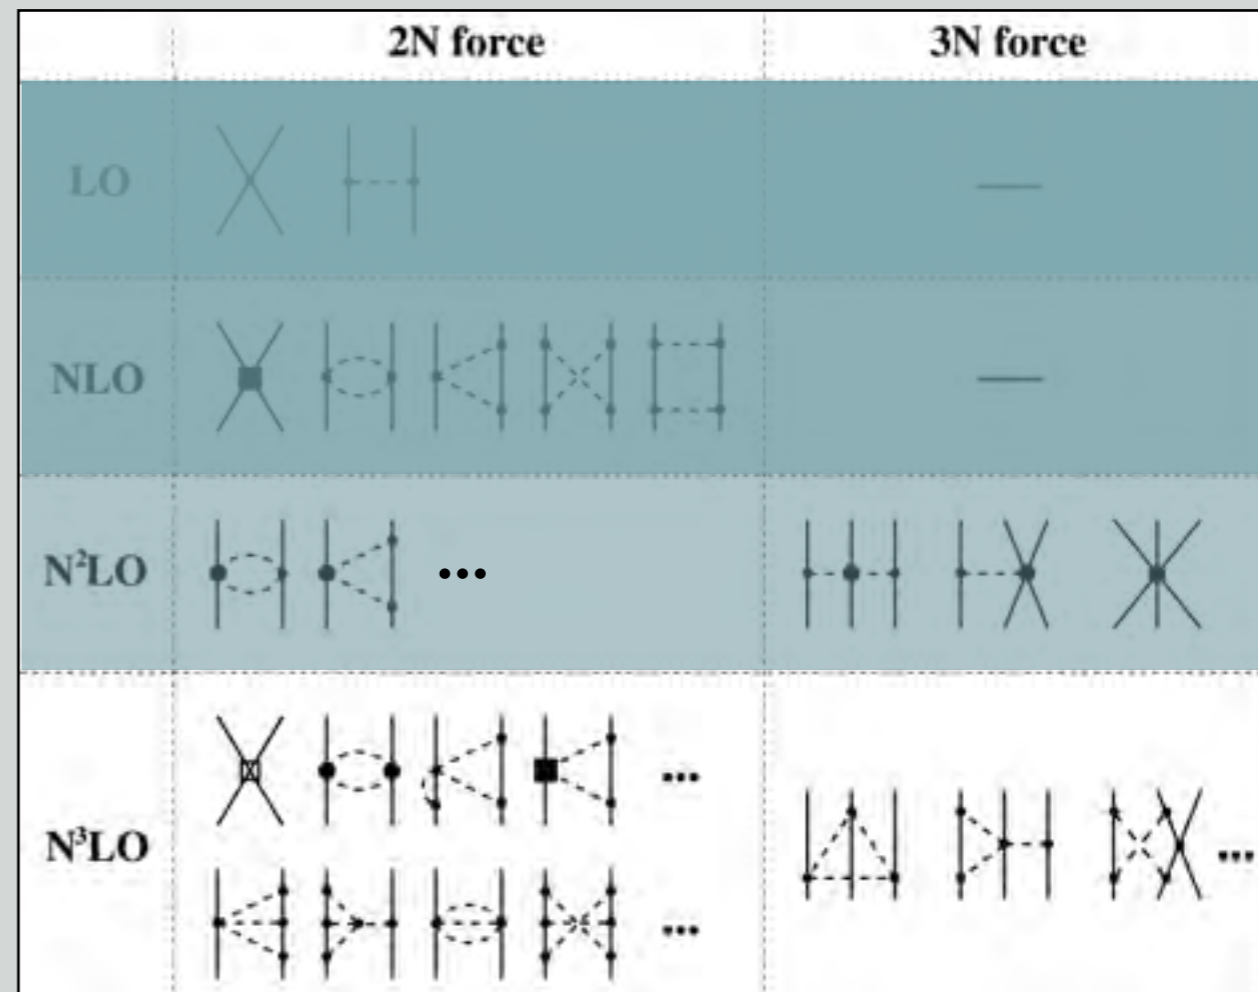 2N force 3N force
LO —
NLO —
N²LO ...
N³LO ... ...
...